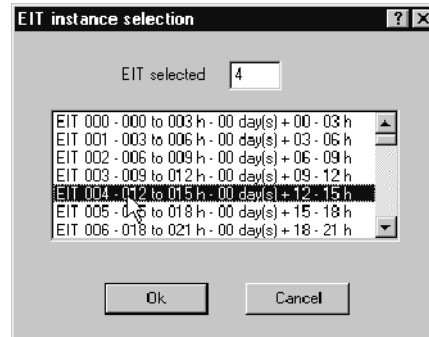 EIT instance selection
EIT selected 4
EIT 000 - 000 to 003 h - 00 day(s) + 00 - 03 h
EIT 001 - 003 to 006 h - 00 day(s) + 03 - 06 h
EIT 002 - 006 to 009 h - 00 day(s) + 06 - 09 h
EIT 003 - 009 to 012 h - 00 day(s) + 09 - 12 h
EIT 004 - 012 to 015 h - 00 day(s) + 12 - 15 h
EIT 005 - 015 to 018 h - 00 day(s) + 15 - 18 h
EIT 006 - 018 to 021 h - 00 day(s) + 18 - 21 h
Ok Cancel